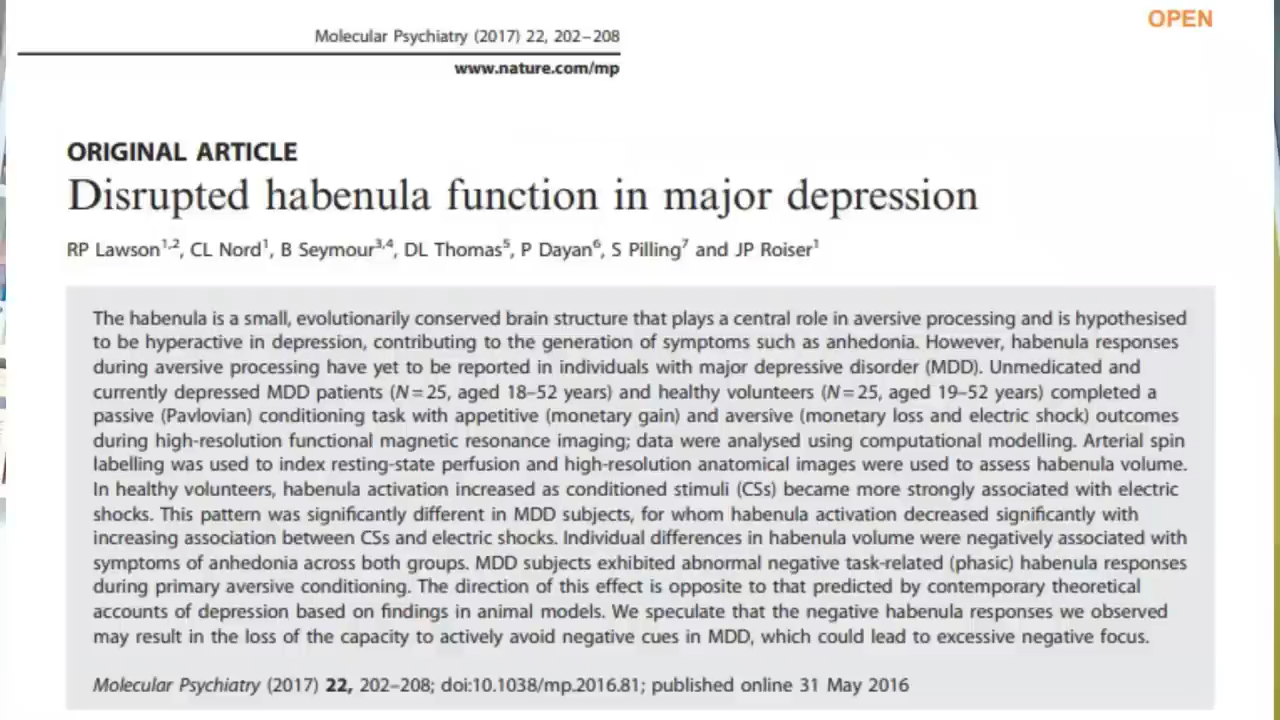 OPEN
Molecular Psychiatry (2017) 22, 202–208
www.nature.com/mp
ORIGINAL ARTICLE
Disrupted habenula function in major depression
RP Lawson1,2, CL Nord1, B Seymour3,4, DL Thomas5, P Dayan6, S Pilling7 and JP Roiser1
The habenula is a small, evolutionarily conserved brain structure that plays a central role in aversive processing and is hypothesised
to be hyperactive in depression, contributing to the generation of symptoms such as anhedonia. However, habenula responses
during aversive processing have yet to be reported in individuals with major depressive disorder (MDD). Unmedicated and
currently depressed MDD patients (N = 25, aged 18–52 years) and healthy volunteers (N = 25, aged 19–52 years) completed a
passive (Pavlovian) conditioning task with appetitive (monetary gain) and aversive (monetary loss and electric shock) outcomes
during high-resolution functional magnetic resonance imaging; data were analysed using computational modelling. Arterial spin
labelling was used to index resting-state perfusion and high-resolution anatomical images were used to assess habenula volume.
In healthy volunteers, habenula activation increased as conditioned stimuli (CSs) became more strongly associated with electric
shocks. This pattern was significantly different in MDD subjects, for whom habenula activation decreased significantly with
increasing association between CSs and electric shocks. Individual differences in habenula volume were negatively associated with
symptoms of anhedonia across both groups. MDD subjects exhibited abnormal negative task-related (phasic) habenula responses
during primary aversive conditioning. The direction of this effect is opposite to that predicted by contemporary theoretical
accounts of depression based on findings in animal models. We speculate that the negative habenula responses we observed
may result in the loss of the capacity to actively avoid negative cues in MDD, which could lead to excessive negative focus.
Molecular Psychiatry (2017) 22, 202–208; doi:10.1038/mp.2016.81; published online 31 May 2016